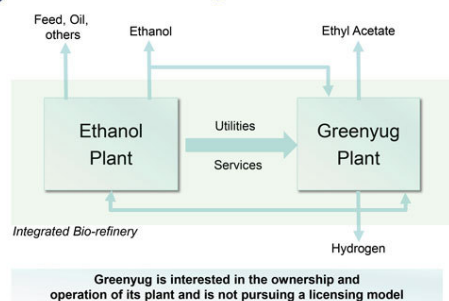 Feed, Oil,
others
Ethanol
Ethyl Acetate
Ethanol
Plant
Utilities
Services
Greenyug
Plant
Integrated Bio-refinery
Hydrogen
Greenyug is interested in the ownership and
operation of its plant and is not pursuing a licensing model